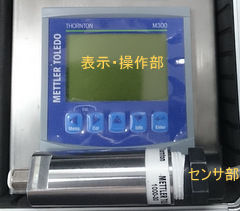 THORNTON M300
METTLER TOLEDO
表示・操作部
Menu Cal Info Enter
センサ部
METTLER